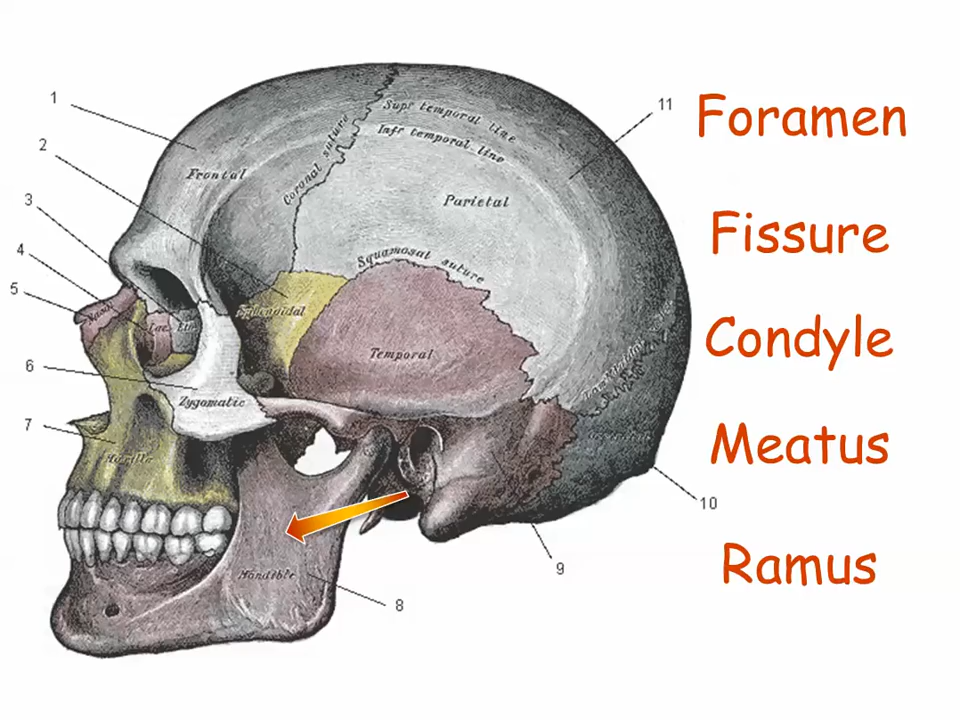 1
11
Foramen
Supr temporal line
Infr temporal line
Coronal suture
2
Frontal
3
Parietal
Fissure
4
Squamosal suture
5
Nasal
Lac.
Sphenoidal
Condyle
Temporal
6
Zygomatic
7
Maxilla
Meatus
10
9
Ramus
Mandible
8